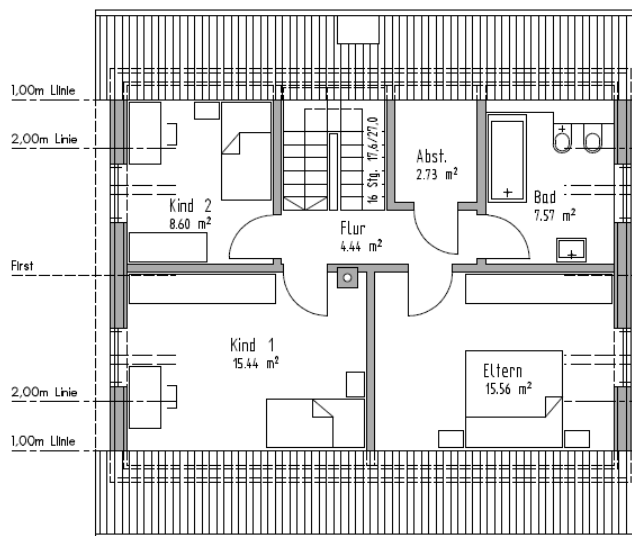 1,00m LIinie
2,00m Linie
Abst.
2.73 m²
16 Stg. 17,6/27,0
Kind 2
8.60 m²
Bad
7.57 m²
Flur
4.44 m²
First
Kind 1
15.44 m²
Eltern
15.56 m²
2,00m Linie
1,00m LIinie